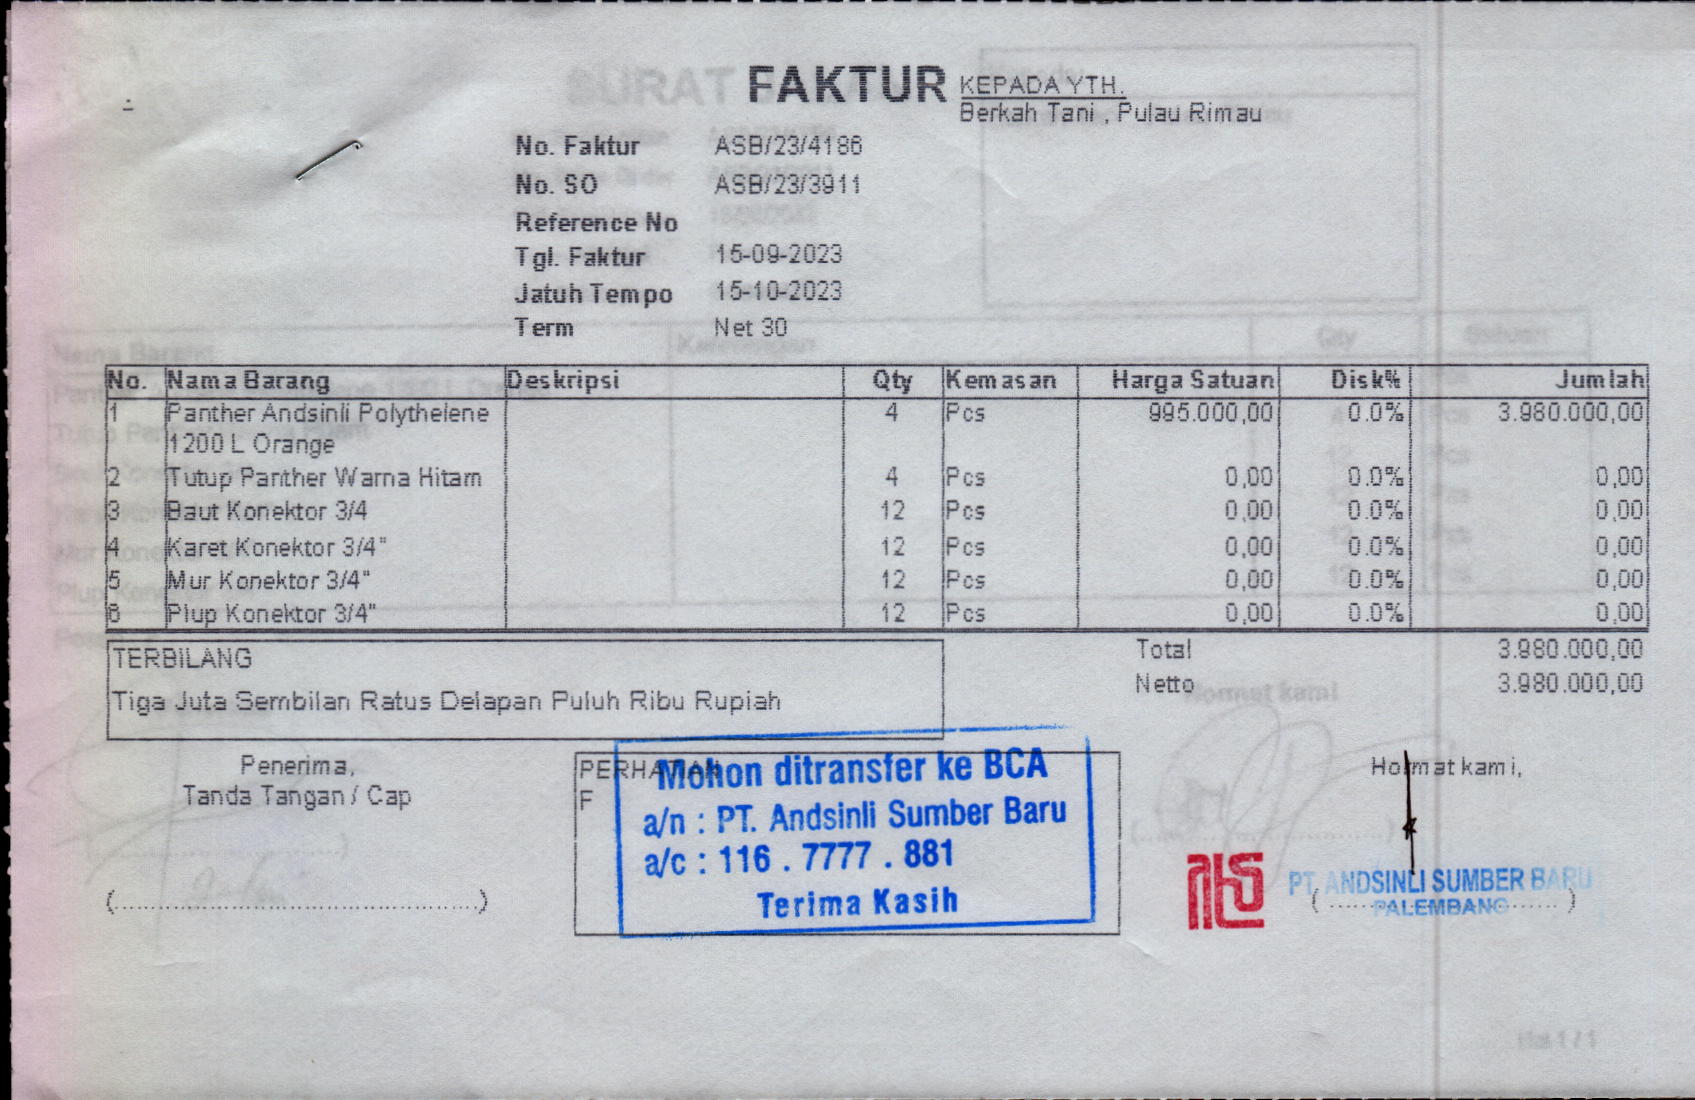 FAKTUR
KEPADA YTH.
Berkah Tani , Pulau Rimau
No. Faktur ASB/23/4186
No. SO ASB/23/3911
Reference No
Tgl. Faktur 15-09-2023
Jatuh Tempo 15-10-2023
Term Net 30
No. Nama Barang Deskripsi Qty Kemasan Harga Satuan Disk% Jumlah
1 Panther Andsinli Polythelene 4 Pcs 995.000,00 0.0% 3.980.000,00
1200 L Orange
2 Tutup Panther Warna Hitam 4 Pcs 0,00 0.0% 0,00
3 Baut Konektor 3/4 12 Pcs 0,00 0.0% 0,00
4 Karet Konektor 3/4" 12 Pcs 0,00 0.0% 0,00
5 Mur Konektor 3/4" 12 Pcs 0,00 0.0% 0,00
6 Plup Konektor 3/4" 12 Pcs 0,00 0.0% 0,00
TERBILANG
Tiga Juta Sembilan Ratus Delapan Puluh Ribu Rupiah
Total 3.980.000,00
Netto 3.980.000,00
Penerima,
Tanda Tangan / Cap
(..................................................)
PERHATIAN
F
Mohon ditransfer ke BCA
a/n : PT. Andsinli Sumber Baru
a/c : 116 . 7777 . 881
Terima Kasih
Hormat kami,
PT. ANDSINLI SUMBER BARU
PALEMBANG